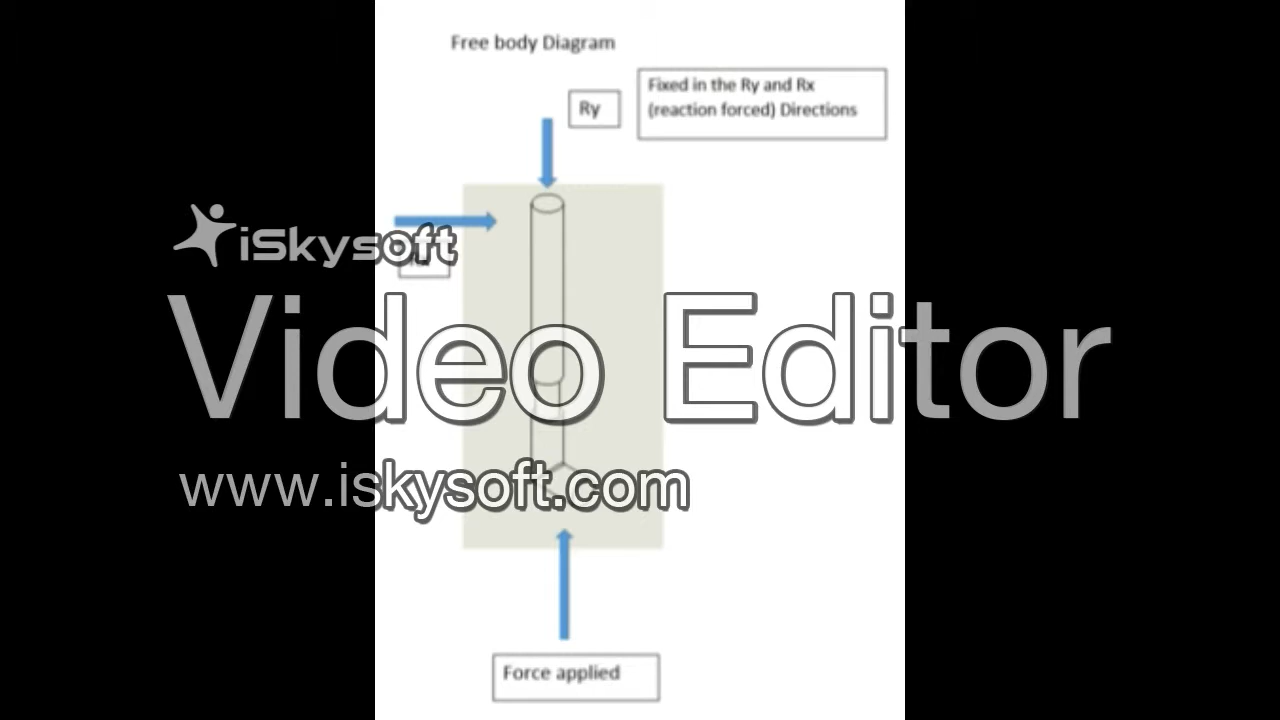 Free body Diagram
Fixed in the Ry and Rx
(reaction forced) Directions
Ry
iSkysoft
Video Editor
www.iskysoft.com
Force applied